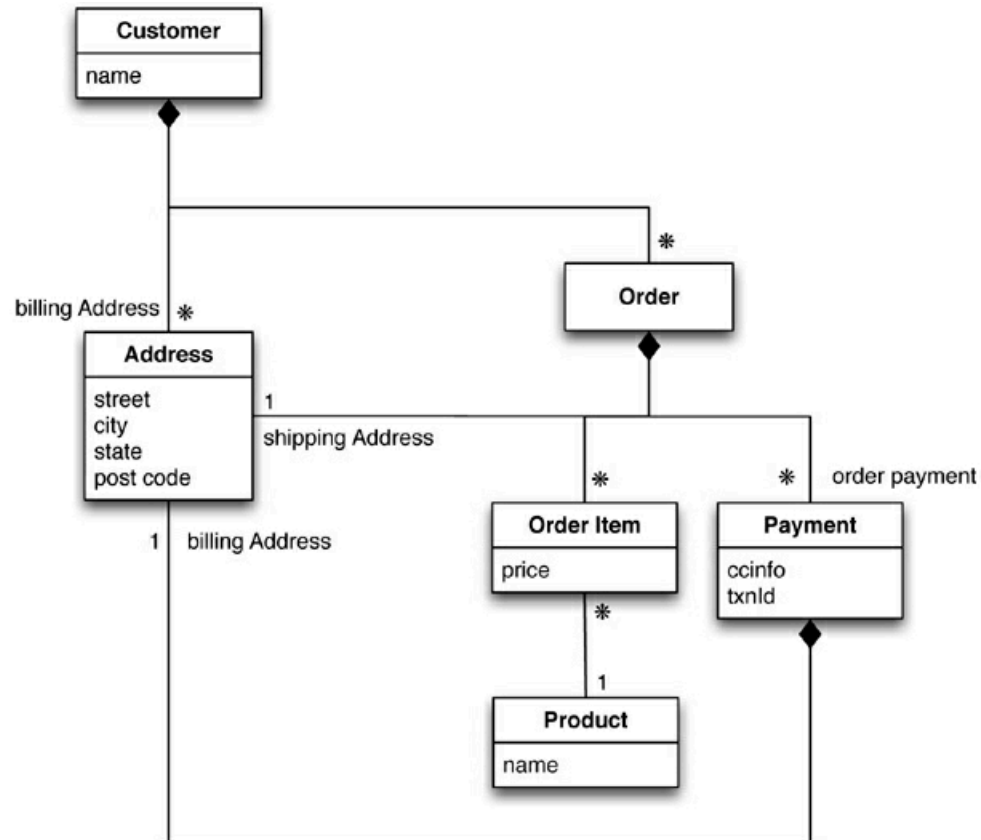 Customer
name
*
Order
billing Address *
Address
street
city
state
post code
1
shipping Address
*
* order payment
Order Item
price
Payment
ccinfo
txnId
1 billing Address
*
1
Product
name